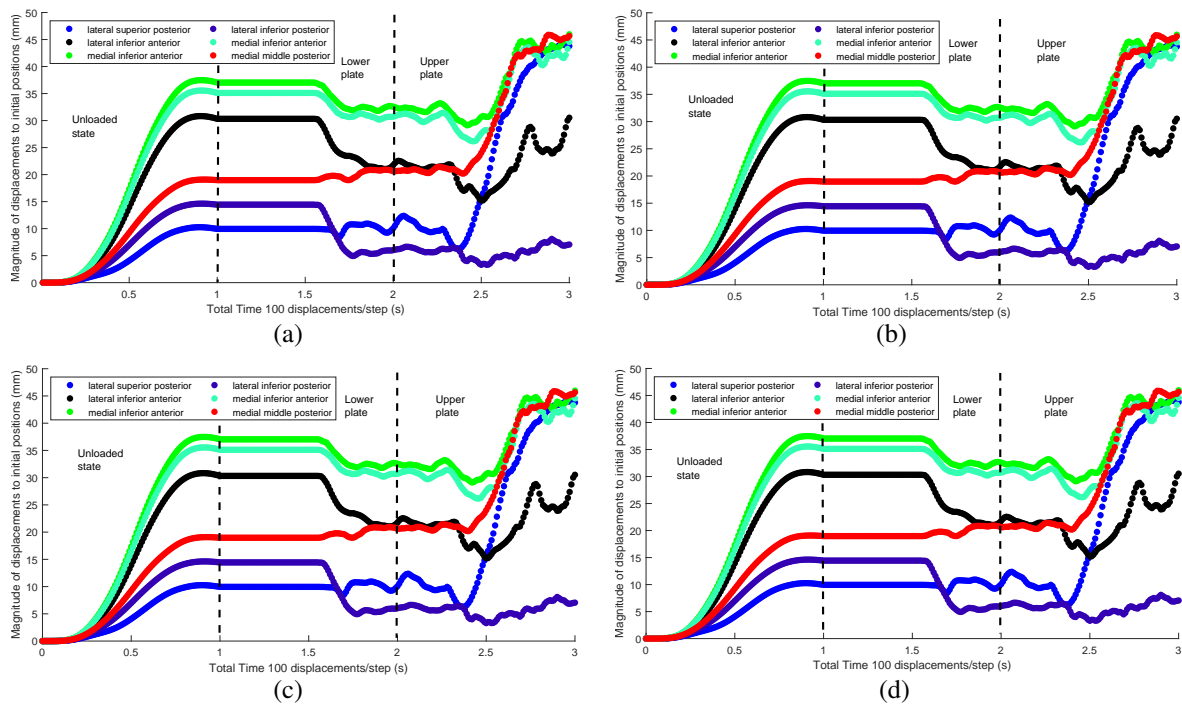 Magnitude of displacements to initial positions (mm)
50
45
40
35
30
25
20
15
10
5
0
lateral superior posterior
lateral inferior anterior
medial inferior anterior
lateral inferior posterior
medial inferior anterior
medial middle posterior
Unloaded
state
Lower
plate
Upper
plate
0.5
1
1.5
2
2.5
3
Total Time 100 displacements/step (s)
(a)
Magnitude of displacements to initial positions (mm)
50
45
40
35
30
25
20
15
10
5
0
lateral superior posterior
lateral inferior anterior
medial inferior anterior
lateral inferior posterior
medial inferior anterior
medial middle posterior
Unloaded
state
Lower
plate
Upper
plate
0
0.5
1
1.5
2
2.5
3
Total Time 100 displacements/step (s)
(b)
Magnitude of displacements to initial positions (mm)
50
45
40
35
30
25
20
15
10
5
0
lateral superior posterior
lateral inferior anterior
medial inferior anterior
lateral inferior posterior
medial inferior anterior
medial middle posterior
Unloaded
state
Lower
plate
Upper
plate
0
0.5
1
1.5
2
2.5
3
Total Time 100 displacements/step (s)
(c)
Magnitude of displacements to initial positions (mm)
50
45
40
35
30
25
20
15
10
5
0
lateral superior posterior
lateral inferior anterior
medial inferior anterior
lateral inferior posterior
medial inferior anterior
medial middle posterior
Unloaded
state
Lower
plate
Upper
plate
0
0.5
1
1.5
2
2.5
3
Total Time 100 displacements/step (s)
(d)